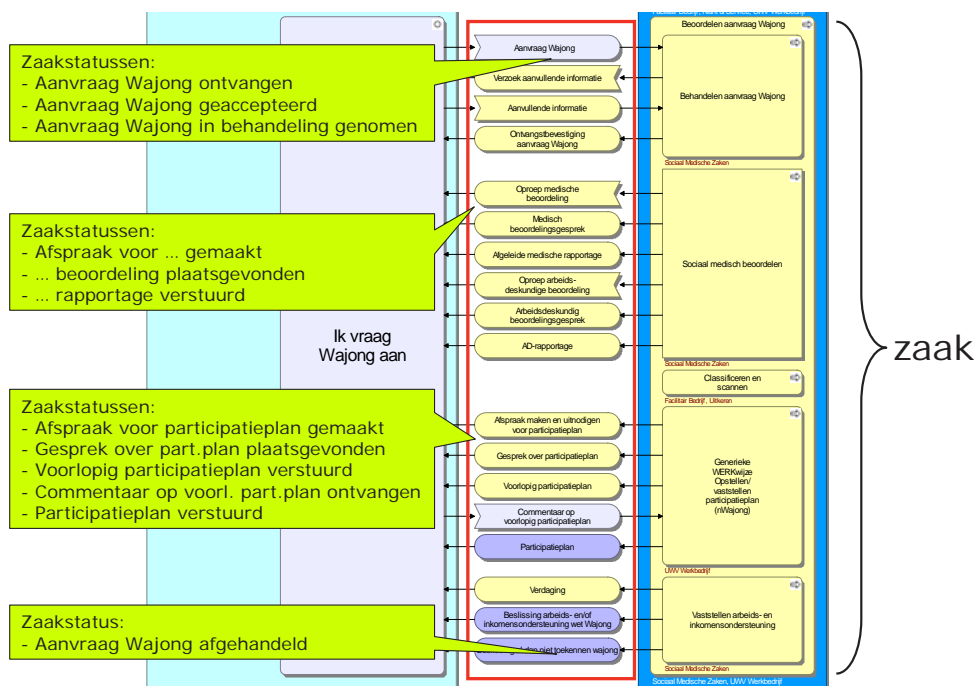 Beoordelen aanvraag Wajong
Zaakstatussen:
- Aanvraag Wajong ontvangen
- Aanvraag Wajong geaccepteerd
- Aanvraag Wajong in behandeling genomen
Aanvraag Wajong
Verzoek aanvullende informatie
Aanvullende informatie
Ontvangstbevestiging
aanvraag Wajong
Behandelen aanvraag Wajong
Sociaal Medische Zaken
Zaakstatussen:
- Afspraak voor ... gemaakt
- ... beoordeling plaatsgevonden
- ... rapportage verstuurd
Oproep medische
beoordeling
Medisch
beoordelingsgesprek
Afgeleide medische rapportage
Oproep arbeids-
deskundige beoordeling
Arbeidsdeskundig
beoordelingsgesprek
AD-rapportage
Sociaal medisch beoordelen
Sociaal Medische Zaken
Ik vraag
Wajong aan
zaak
Classificeren en
scannen
Facilitair Bedrijf, Uitkeren
Zaakstatussen:
- Afspraak voor participatieplan gemaakt
- Gesprek over part.plan plaatsgevonden
- Voorlopig participatieplan verstuurd
- Commentaar op voorl. part.plan ontvangen
- Participatieplan verstuurd
Afspraak maken en uitnodigen
voor participatieplan
Gesprek over participatieplan
Voorlopig participatieplan
Commentaar op
voorlopig participatieplan
Participatieplan
Generieke
WERKwijze
Opstellen/
vaststellen
participatieplan
(nWajong)
UWV Werkbedrijf
Zaakstatus:
- Aanvraag Wajong afgehandeld
Verdaging
Beslissing arbeids- en/of
inkomensondersteuning wet Wajong
niet toekennen wajong
Vaststellen arbeids- en
inkomensondersteuning
Sociaal Medische Zaken
Sociaal Medische Zaken, UWV Werkbedrijf